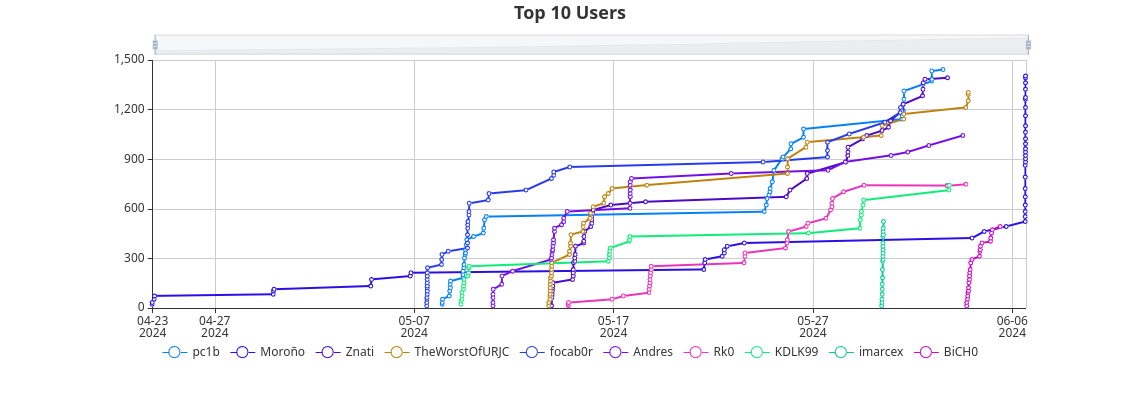 Top 10 Users
1,500
1,200
900
600
300
0
04-23 04-27 05-07 05-17 05-27 06-06
2024 2024 2024 2024 2024 2024
pc1b Moroño Znati TheWorstOfURJC focab0r Andres Rk0 KDLK99 imarcex BiCH0